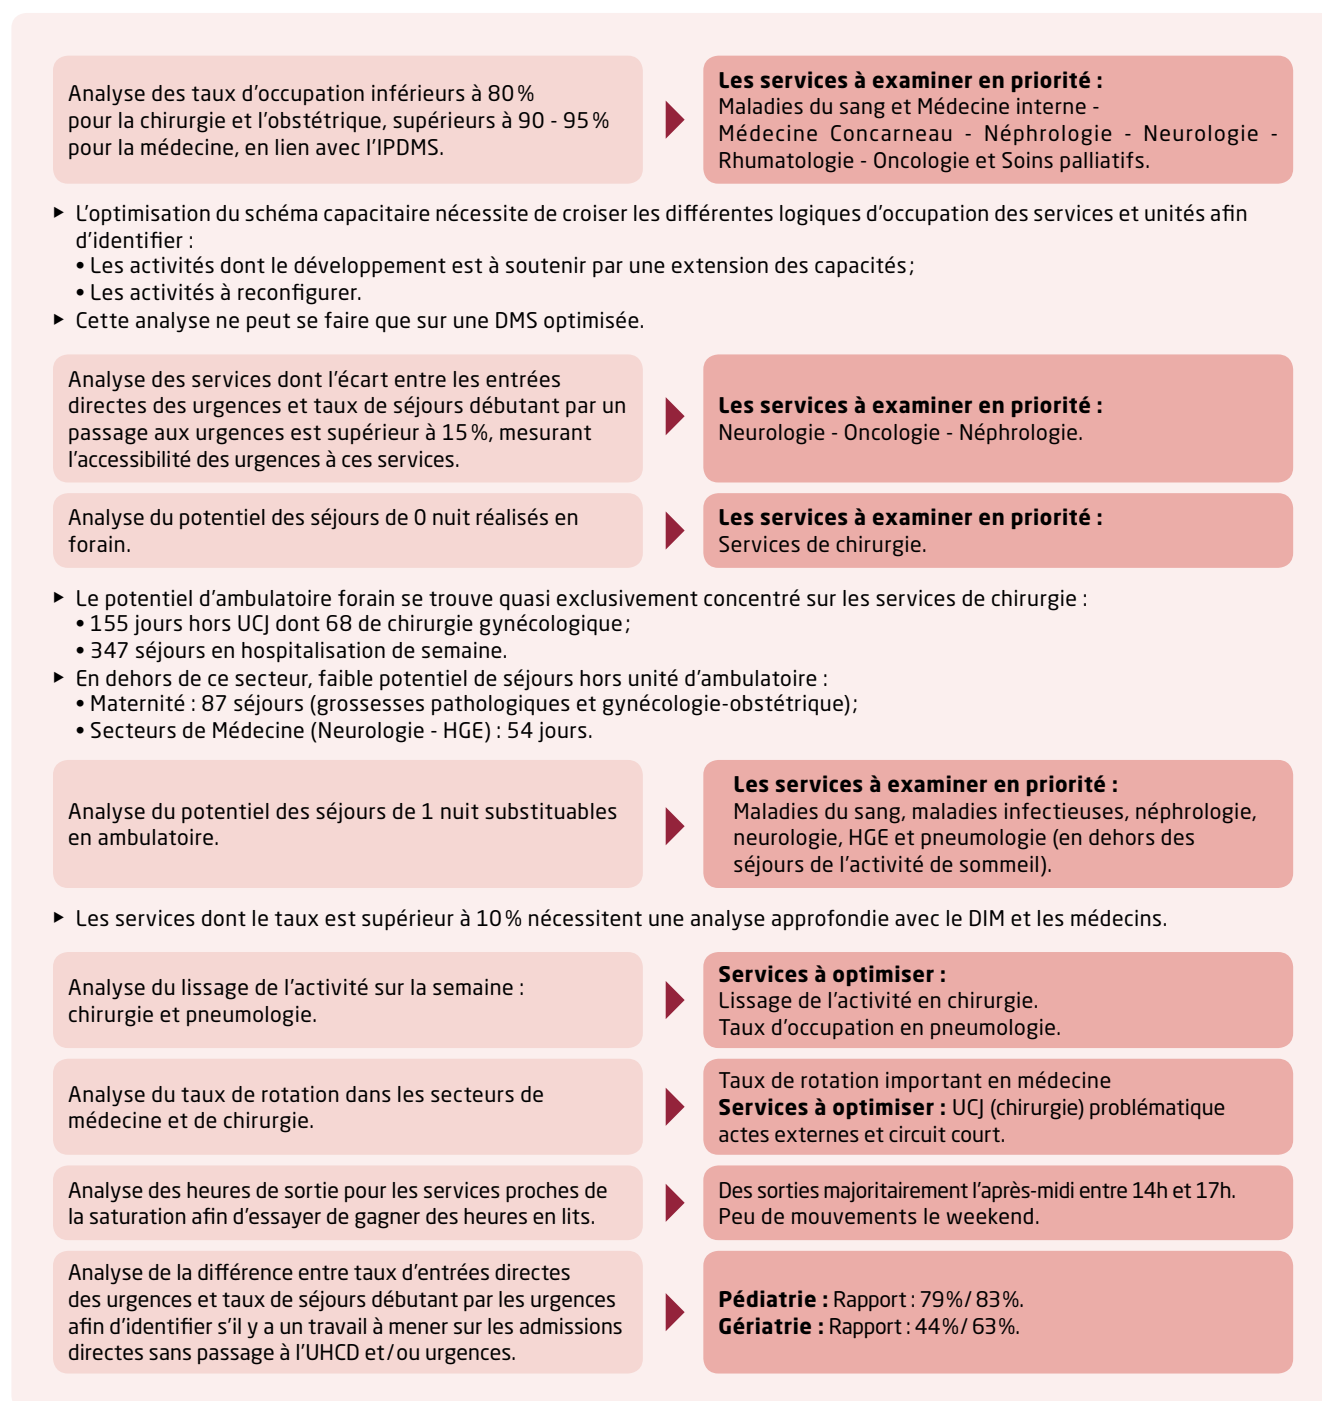 Analyse des taux d'occupation inférieurs à 80 %
pour la chirurgie et l'obstétrique, supérieurs à 90 - 95 %
pour la médecine, en lien avec l'IPDMS.
Les services à examiner en priorité :
Maladies du sang et Médecine interne -
Médecine Concarneau - Néphrologie - Neurologie -
Rhumatologie - Oncologie et Soins palliatifs.
▸ L'optimisation du schéma capacitaire nécessite de croiser les différentes logiques d'occupation des services et unités afin
d'identifier :
• Les activités dont le développement est à soutenir par une extension des capacités ;
• Les activités à reconfigurer.
▸ Cette analyse ne peut se faire que sur une DMS optimisée.
Analyse des services dont l'écart entre les entrées
directes des urgences et taux de séjours débutant par un
passage aux urgences est supérieur à 15 %, mesurant
l'accessibilité des urgences à ces services.
Les services à examiner en priorité :
Neurologie - Oncologie - Néphrologie.
Analyse du potentiel des séjours de 0 nuit réalisés en
forain.
Les services à examiner en priorité :
Services de chirurgie.
▸ Le potentiel d'ambulatoire forain se trouve quasi exclusivement concentré sur les services de chirurgie :
• 155 jours hors UCJ dont 68 de chirurgie gynécologique ;
• 347 séjours en hospitalisation de semaine.
▸ En dehors de ce secteur, faible potentiel de séjours hors unité d'ambulatoire :
• Maternité : 87 séjours (grossesses pathologiques et gynécologie-obstétrique) ;
• Secteurs de Médecine (Neurologie - HGE) : 54 jours.
Analyse du potentiel des séjours de 1 nuit substituables
en ambulatoire.
Les services à examiner en priorité :
Maladies du sang, maladies infectieuses, néphrologie,
neurologie, HGE et pneumologie (en dehors des
séjours de l'activité de sommeil).
▸ Les services dont le taux est supérieur à 10 % nécessitent une analyse approfondie avec le DIM et les médecins.
Analyse du lissage de l'activité sur la semaine :
chirurgie et pneumologie.
Services à optimiser :
Lissage de l'activité en chirurgie.
Taux d'occupation en pneumologie.
Analyse du taux de rotation dans les secteurs de
médecine et de chirurgie.
Taux de rotation important en médecine
Services à optimiser : UCJ (chirurgie) problématique
actes externes et circuit court.
Analyse des heures de sortie pour les services proches de
la saturation afin d'essayer de gagner des heures en lits.
Des sorties majoritairement l'après-midi entre 14h et 17h.
Peu de mouvements le weekend.
Analyse de la différence entre taux d'entrées directes
des urgences et taux de séjours débutant par les urgences
afin d'identifier s'il y a un travail à mener sur les admissions
directes sans passage à l'UHCD et/ou urgences.
Pédiatrie : Rapport : 79 %/ 83 %.
Gériatrie : Rapport : 44 %/ 63 %.